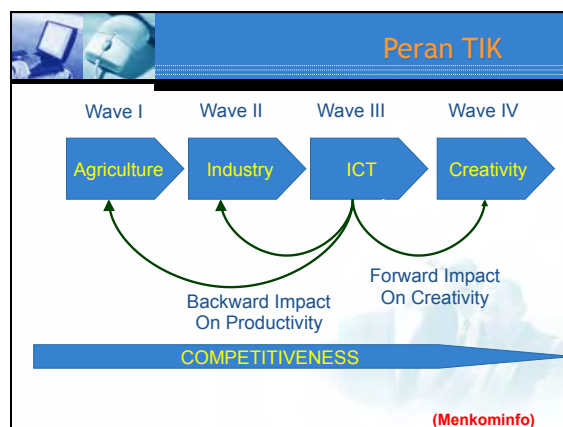 Peran TIK
Wave I
Wave II
Wave III
Wave IV
Agriculture
Industry
ICT
Creativity
Forward Impact
On Creativity
Backward Impact
On Productivity
COMPETITIVENESS
(Menkominfo)